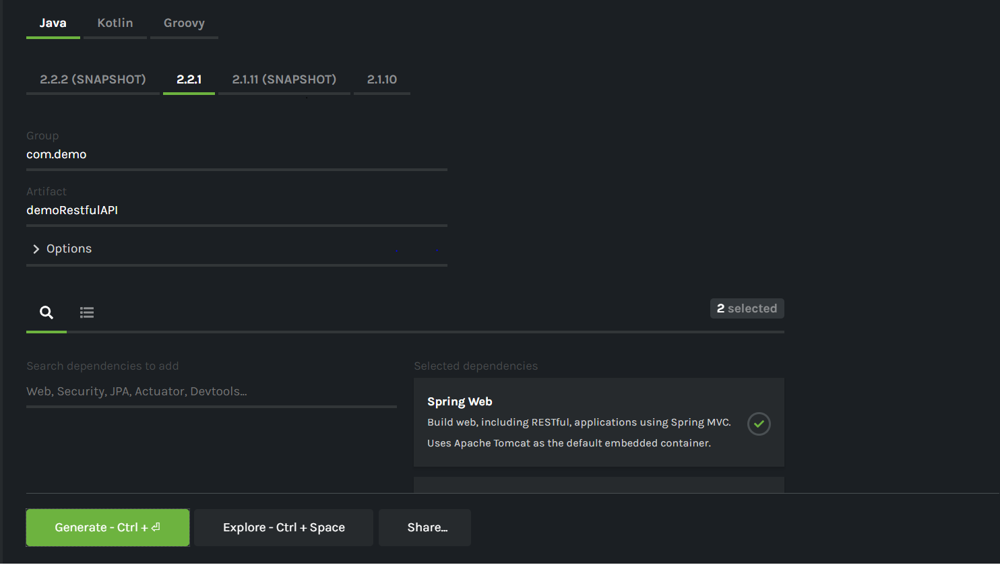 Java Kotlin Groovy
2.2.2 (SNAPSHOT) 2.2.1 2.1.11 (SNAPSHOT) 2.1.10
Group
com.demo
Artifact
demoRestfulAPI
Options
2 selected
Search dependencies to add
Web, Security, JPA, Actuator, Devtools...
Selected dependencies
Spring Web
Build web, including RESTful, applications using Spring MVC.
Uses Apache Tomcat as the default embedded container.
Generate - Ctrl + ⏎ Explore - Ctrl + Space Share...